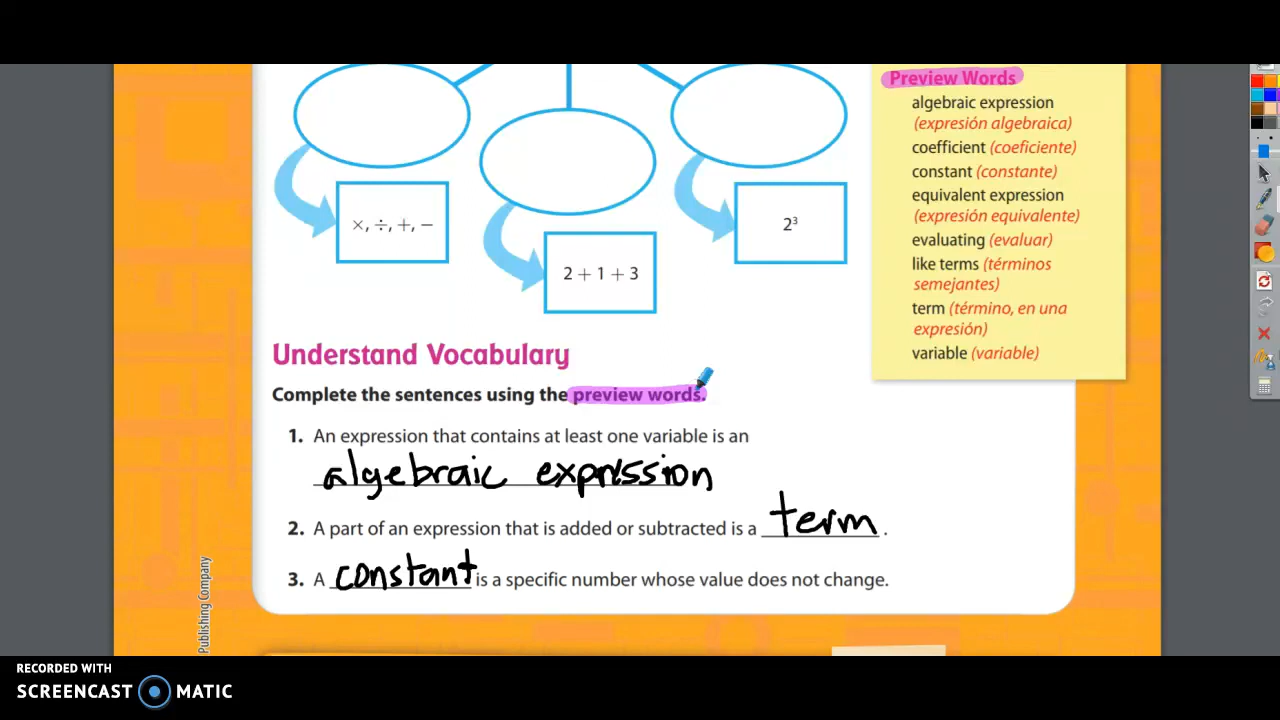 Preview Words
algebraic expression
(expresión algebraica)
coefficient (coeficiente)
constant (constante)
equivalent expression
(expresión equivalente)
evaluating (evaluar)
like terms (términos
semejantes)
term (término, en una
expresión)
variable (variable)
×, ÷, +, −
2 + 1 + 3
2³
Understand Vocabulary
Complete the sentences using the preview words.
1. An expression that contains at least one variable is an
algebraic expression
2. A part of an expression that is added or subtracted is a term.
3. A constant is a specific number whose value does not change.
Publishing Company
RECORDED WITH
SCREENCAST MATIC